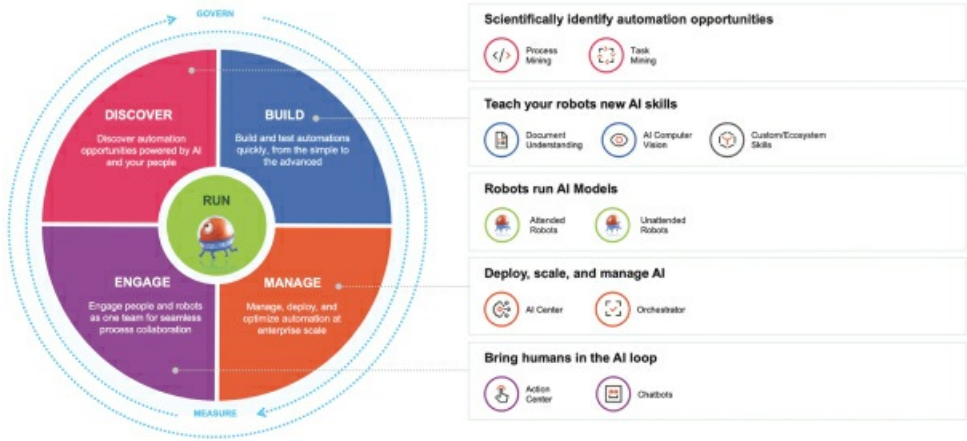 GOVERN
DISCOVER
Discover automation
opportunities powered by AI
and your people
BUILD
Build and test automations
quickly, from the simple to
the advanced
RUN
ENGAGE
Engage people and robots
as one team for seamless
process collaboration
MANAGE
Manage, deploy, and
optimize automation at
enterprise scale
MEASURE
Scientifically identify automation opportunities
Process
Mining
Task
Mining
Teach your robots new AI skills
Document
Understanding
AI Computer
Vision
Custom/Ecosystem
Skills
Robots run AI Models
Attended
Robots
Unattended
Robots
Deploy, scale, and manage AI
AI Center
Orchestrator
Bring humans in the AI loop
Action
Center
Chatbots